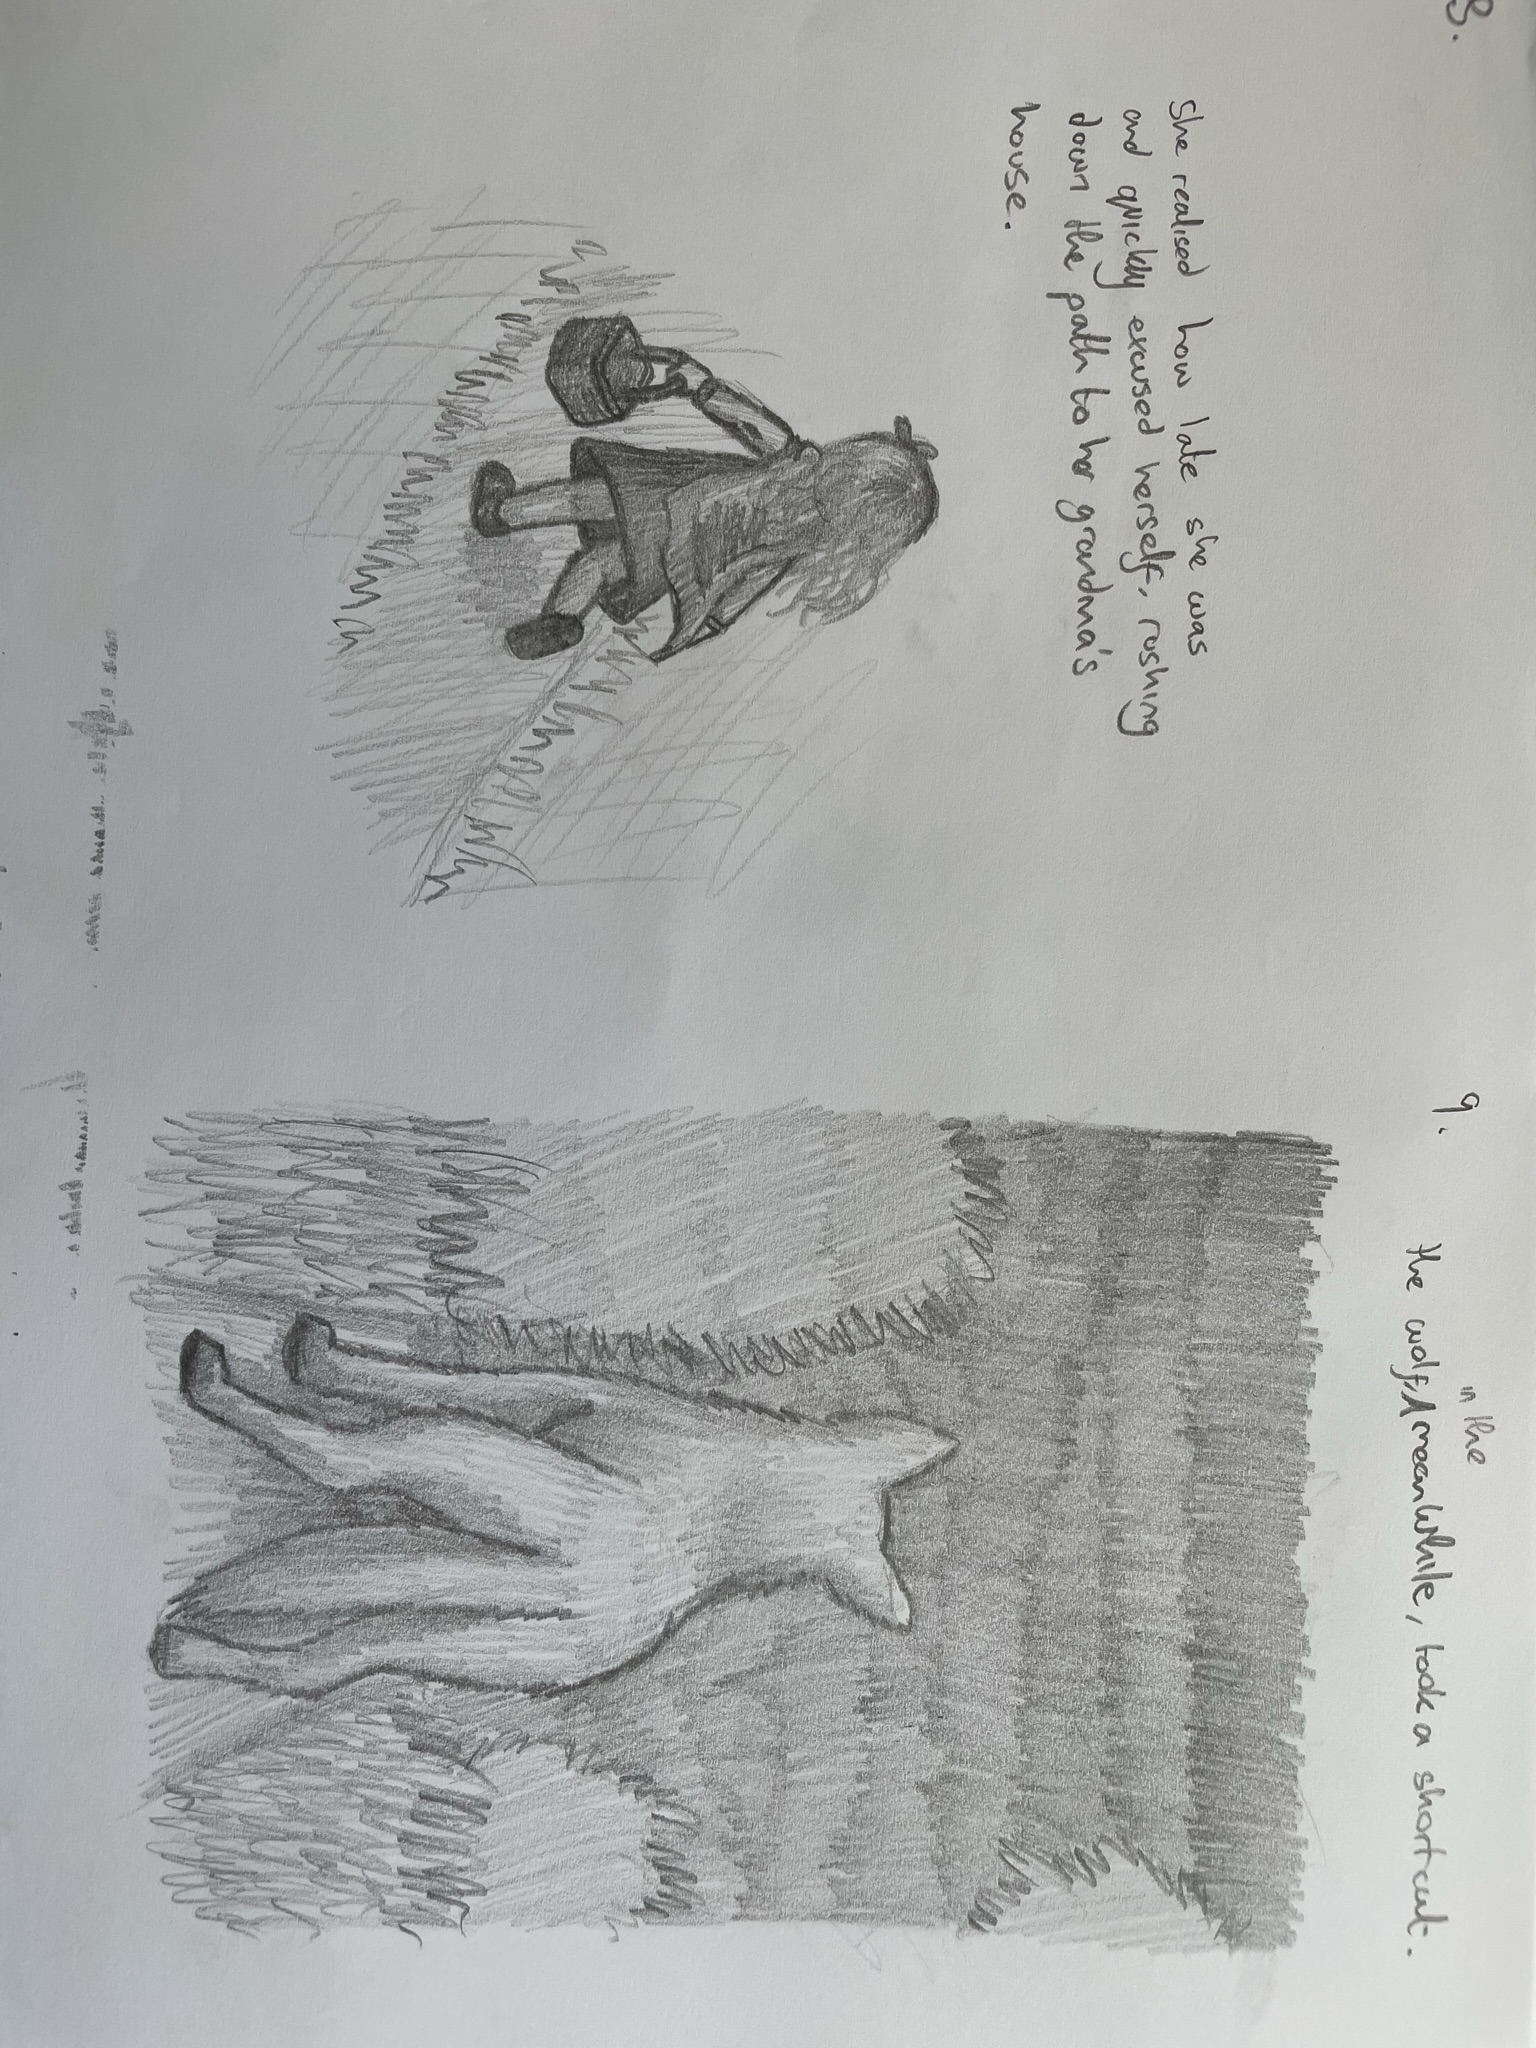 8.
She realised how late she was
and quickly excused herself, rushing
down the path to her grandma's
house.
9.
in the
the wolf, meanwhile, took a shortcut.